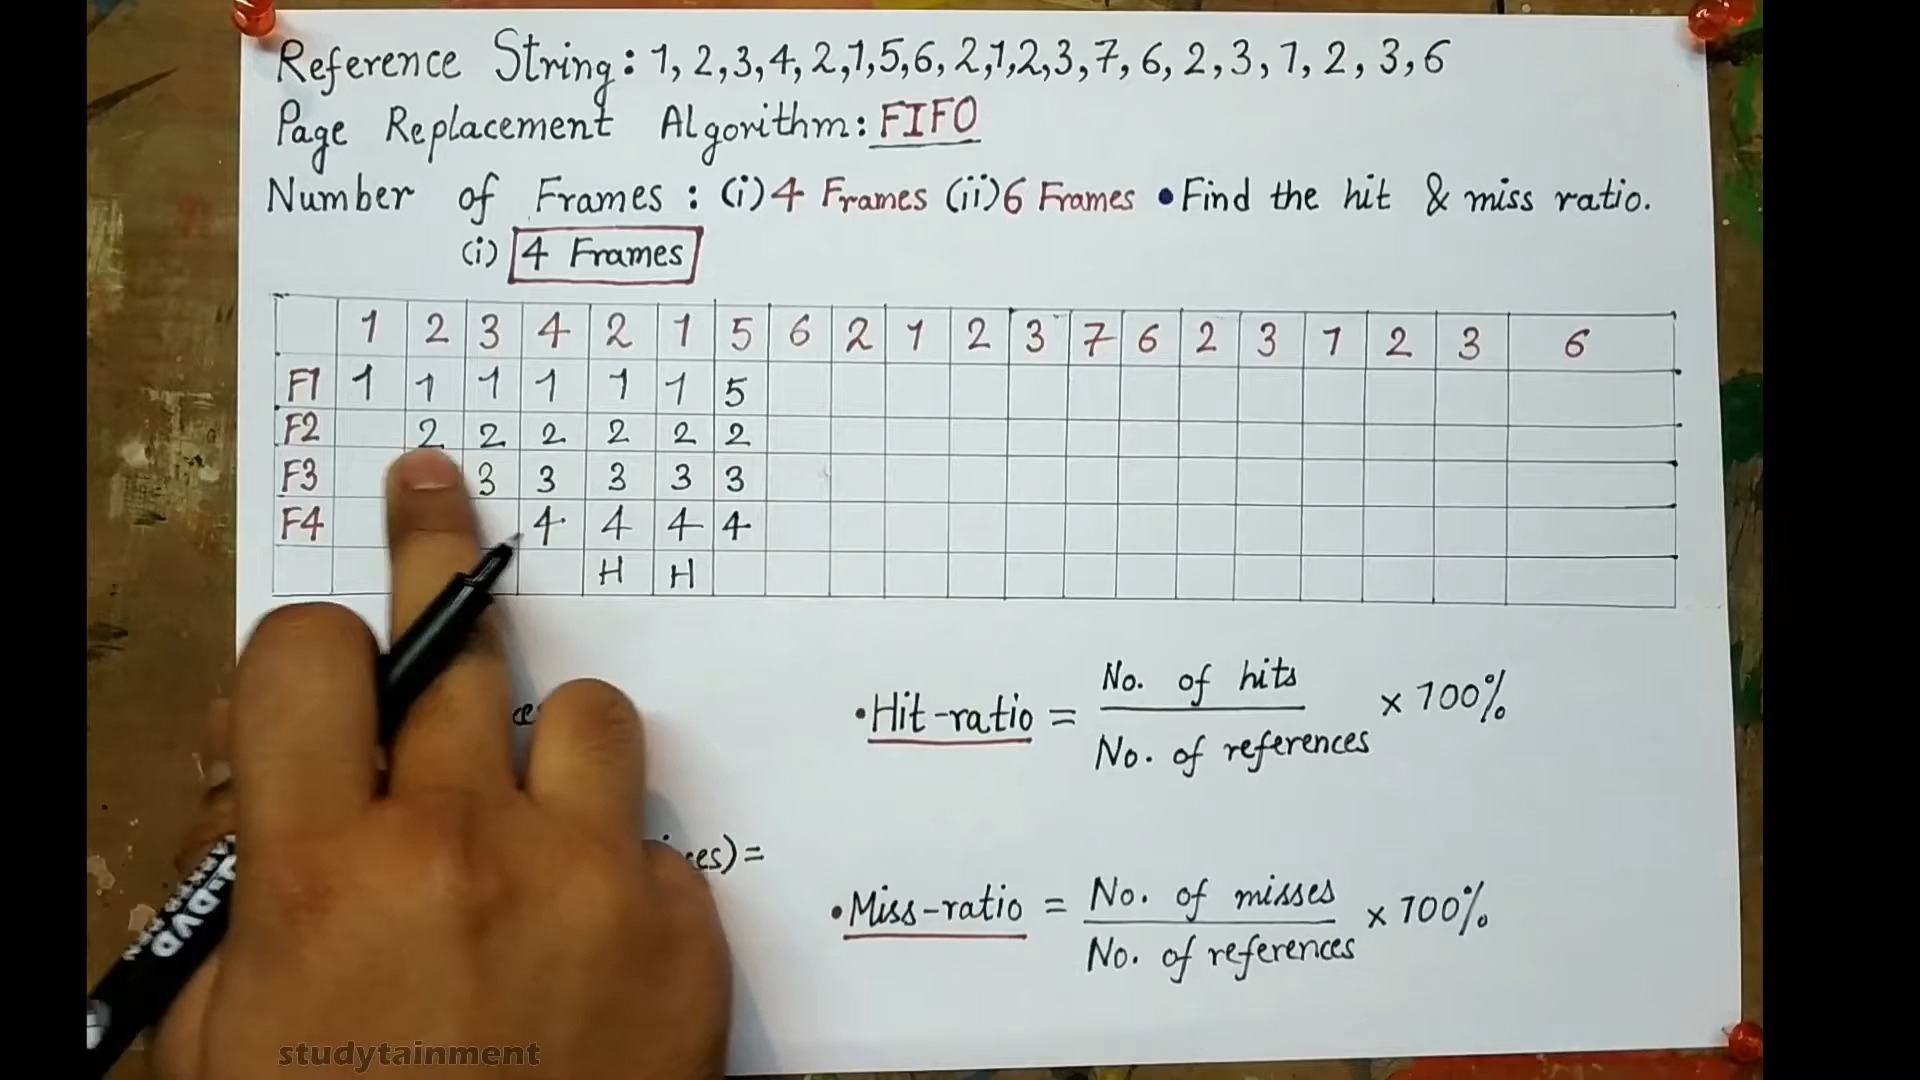 Reference String: 1, 2, 3, 4, 2, 1, 5, 6, 2, 1, 2, 3, 7, 6, 2, 3, 1, 2, 3, 6
Page Replacement Algorithm: FIFO
Number of Frames: (i) 4 Frames (ii) 6 Frames • Find the hit & miss ratio.
(i) 4 Frames
1 2 3 4 2 1 5 6 2 1 2 3 7 6 2 3 1 2 3 6
F1 1 1 1 1 1 1 5
F2 2 2 2 2 2 2
F3 3 3 3 3 3
F4 4 4 4 4
H H
• Hit-ratio = No. of hits
No. of references × 100%
) =
• Miss-ratio = No. of misses
No. of references × 100%
studytainment